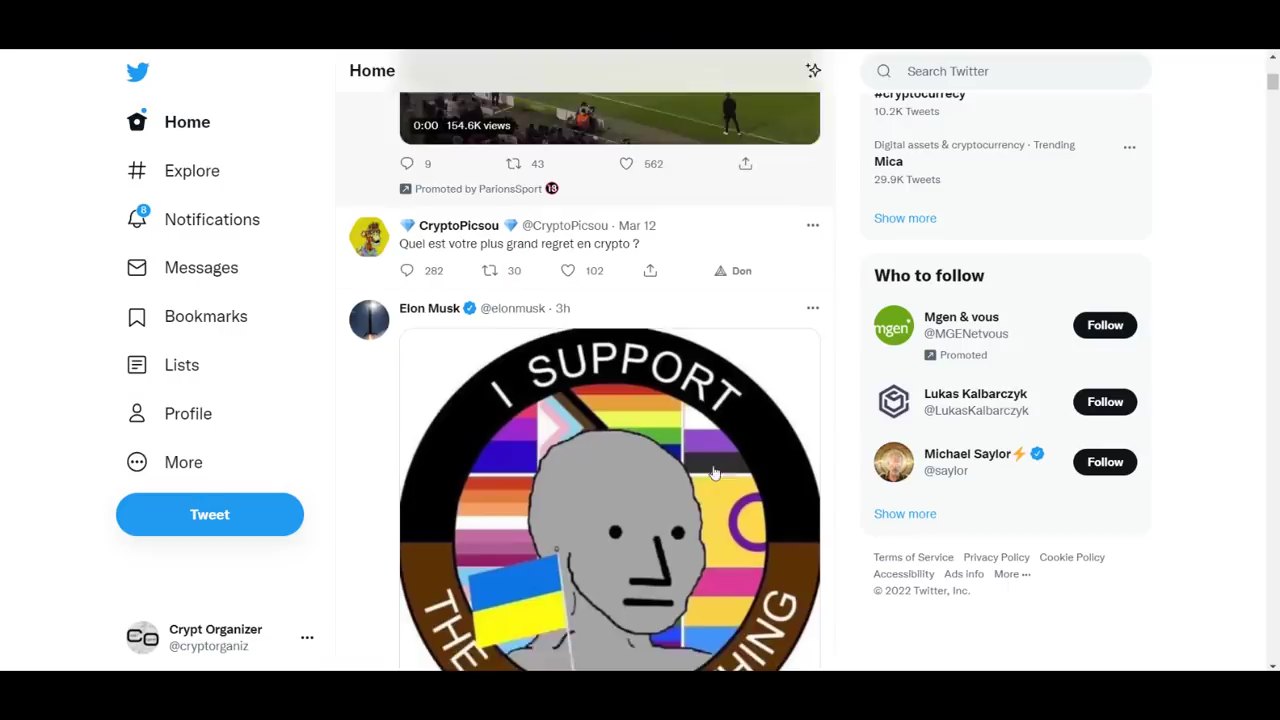 Home
Explore
8
Notifications
Messages
Bookmarks
Lists
Profile
More
Tweet
Crypt Organizer
@cryptorganiz
Home
0:00 154.6K views
9 43 562
Promoted by ParionsSport 18
CryptoPicsou @CryptoPicsou · Mar 12
Quel est votre plus grand regret en crypto ?
282 30 102 Don
Elon Musk @elonmusk · 3h
I SUPPORT
THE
HING
Search Twitter
#cryptocurrecy
10.2K Tweets
Digital assets & cryptocurrency · Trending
Mica
29.9K Tweets
Show more
Who to follow
mgen
Mgen & vous
@MGENetvous
Follow
Promoted
Lukas Kalbarczyk
@LukasKalbarczyk
Follow
Michael Saylor⚡
@saylor
Follow
Show more
Terms of Service Privacy Policy Cookie Policy
Accessibility Ads info More ···
© 2022 Twitter, Inc.